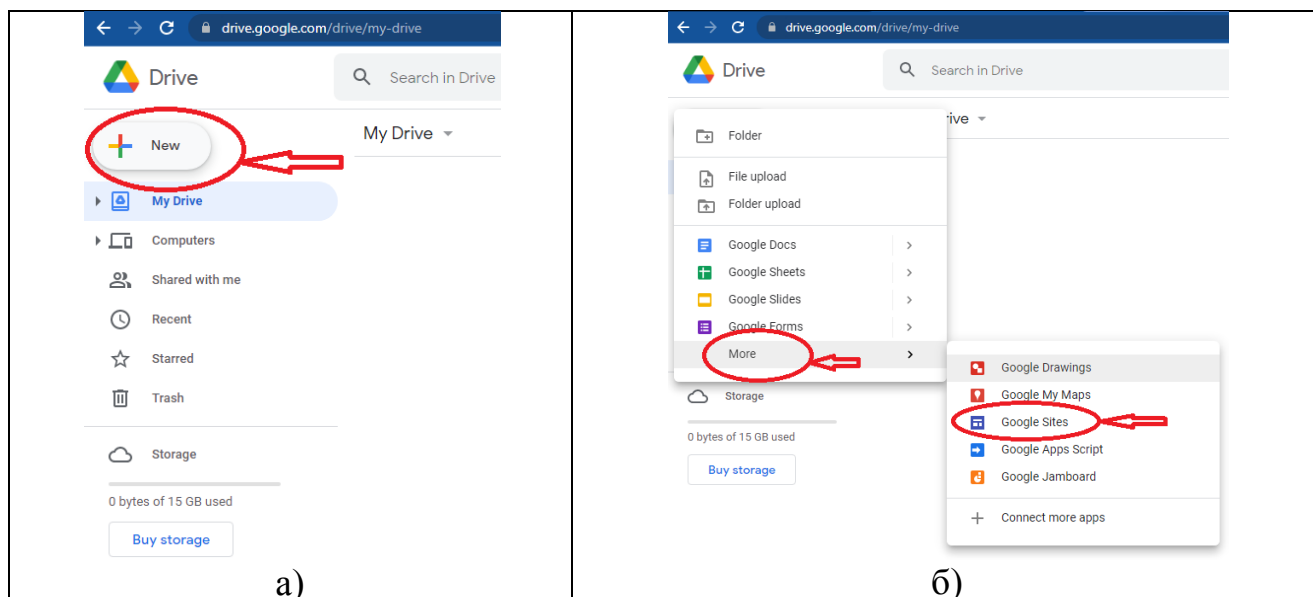 drive.google.com/drive/my-drive
Drive
Search in Drive
New
My Drive
My Drive
Computers
Shared with me
Recent
Starred
Trash
Storage
0 bytes of 15 GB used
Buy storage
а)
drive.google.com/drive/my-drive
Drive
Search in Drive
rive
Folder
File upload
Folder upload
Google Docs
Google Sheets
Google Slides
Google Forms
More
Google Drawings
Google My Maps
Google Sites
Google Apps Script
Google Jamboard
Connect more apps
Storage
0 bytes of 15 GB used
Buy storage
б)